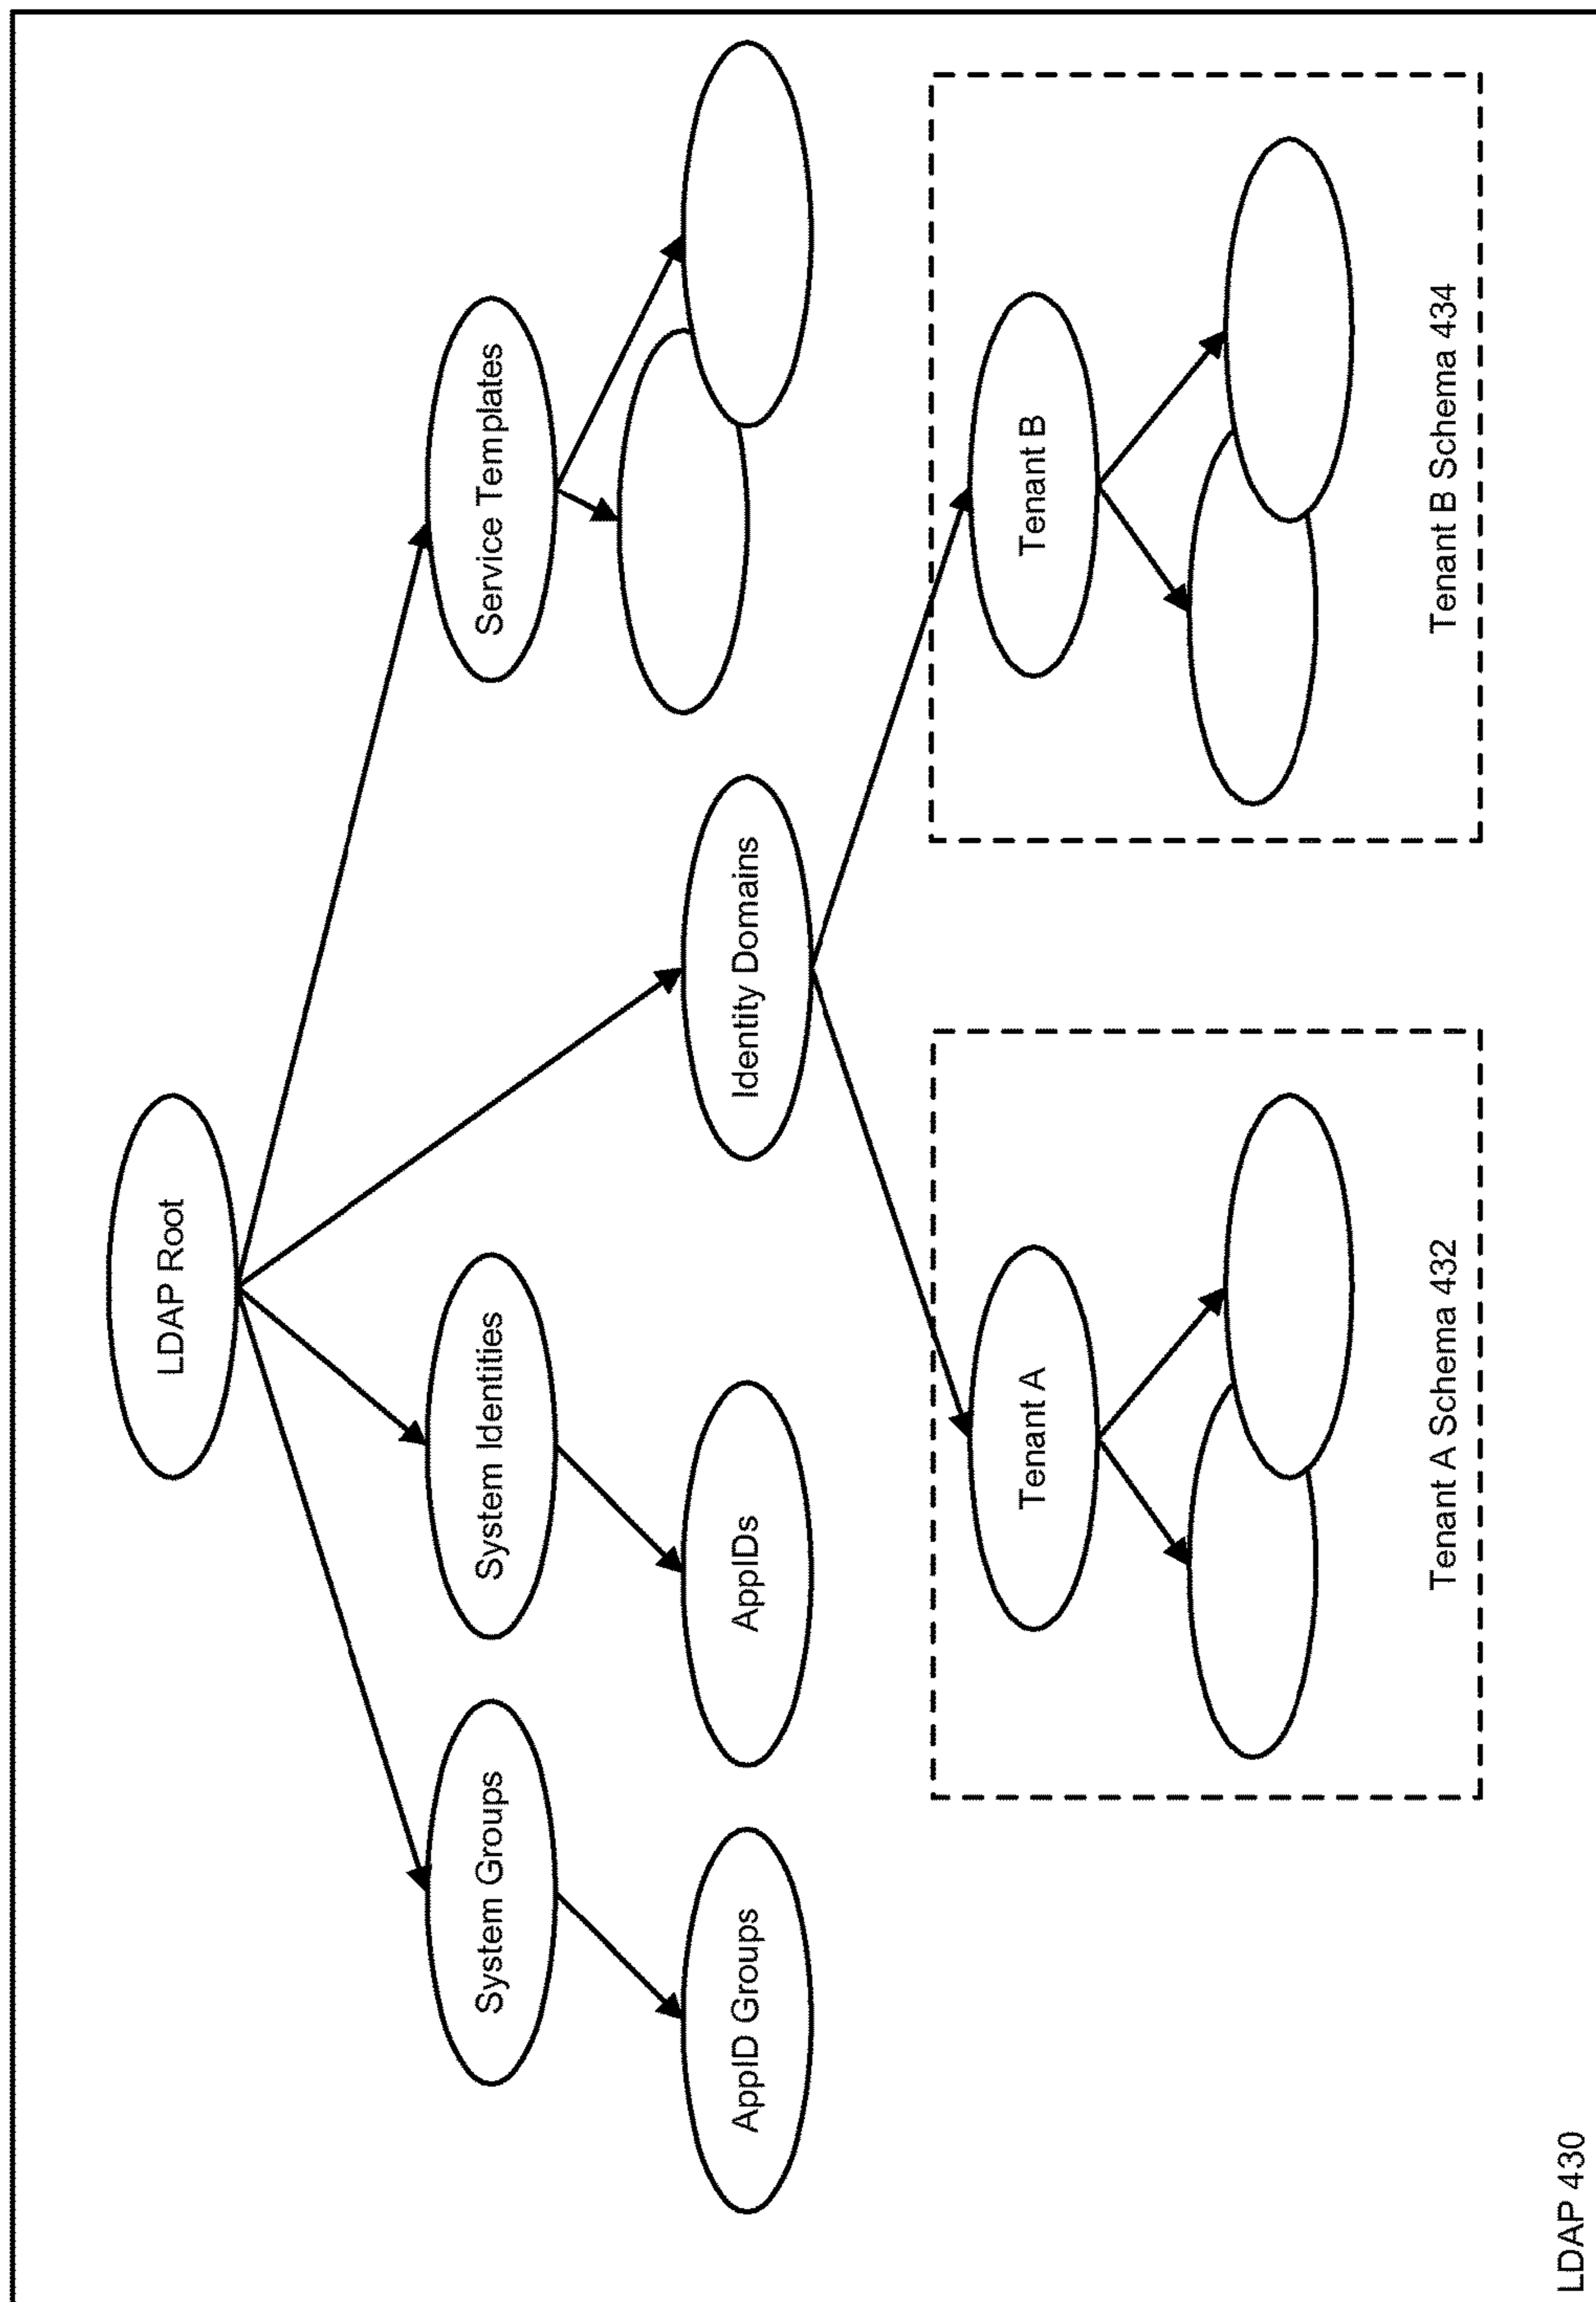 LDAP Root
System Groups
System Identities
Service Templates
AppID Groups
AppIDs
Identity Domains
Tenant A
Tenant B
Tenant A Schema 432
Tenant B Schema 434
LDAP 430